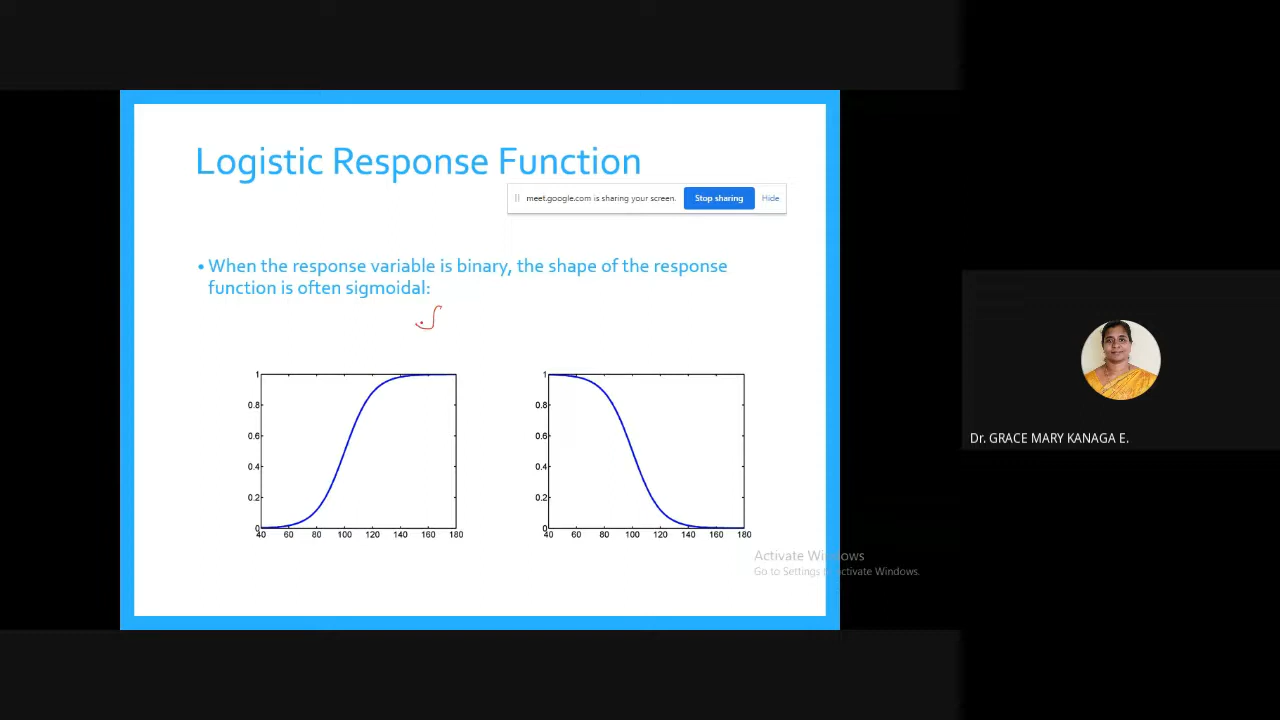 Logistic Response Function
meet.google.com is sharing your screen. Stop sharing Hide
• When the response variable is binary, the shape of the response
function is often sigmoidal:
1 0.8 0.6 0.4 0.2 0
40 60 80 100 120 140 160 180
1 0.8 0.6 0.4 0.2 0
40 60 80 100 120 140 160 180
Dr. GRACE MARY KANAGA E.
Activate Windows
Go to Settings to activate Windows.